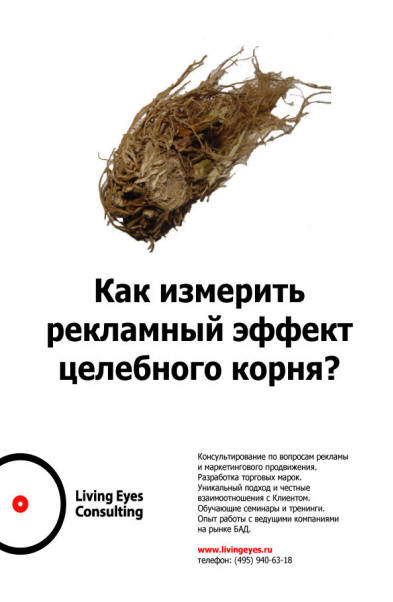 Как измерить
рекламный эффект
целебного корня?
Living Eyes
Consulting
Консультирование по вопросам рекламы
и маркетингового продвижения.
Разработка торговых марок.
Уникальный подход и честные
взаимоотношения с Клиентом.
Обучающие семинары и тренинги.
Опыт работы с ведущими компаниями
на рынке БАД.
www.livingeyes.ru
телефон: (495) 940-63-18